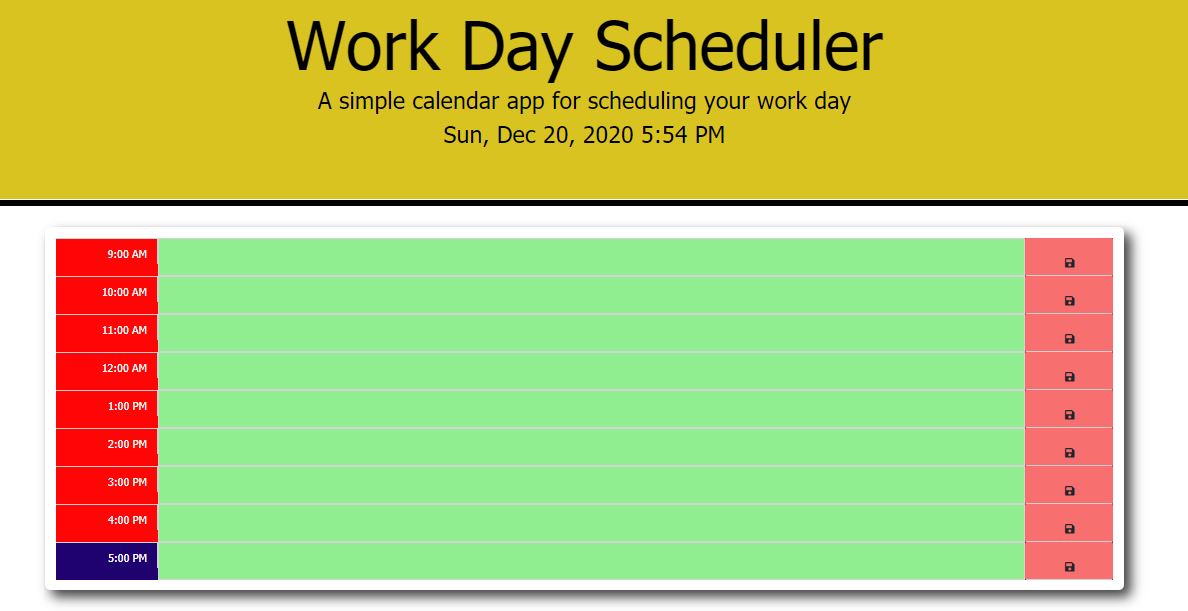 Work Day Scheduler
A simple calendar app for scheduling your work day
Sun, Dec 20, 2020 5:54 PM
9:00 AM
10:00 AM
11:00 AM
12:00 AM
1:00 PM
2:00 PM
3:00 PM
4:00 PM
5:00 PM